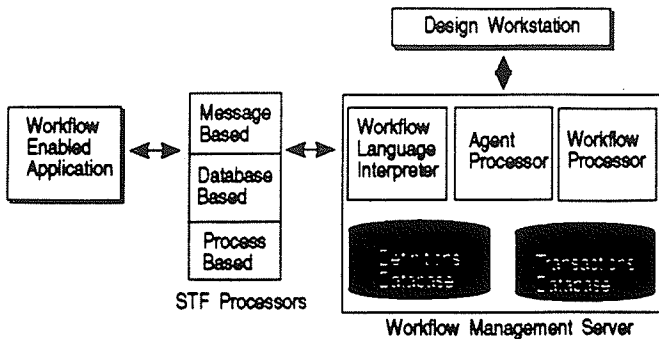 Design Workstation
Workflow
Enabled
Application
Message
Based
Database
Based
Process
Based
STF Processors
Workflow
Language
Interpreter
Agent
Processor
Workflow
Processor
Definitions
Database
Transactions
Database
Workflow Management Server